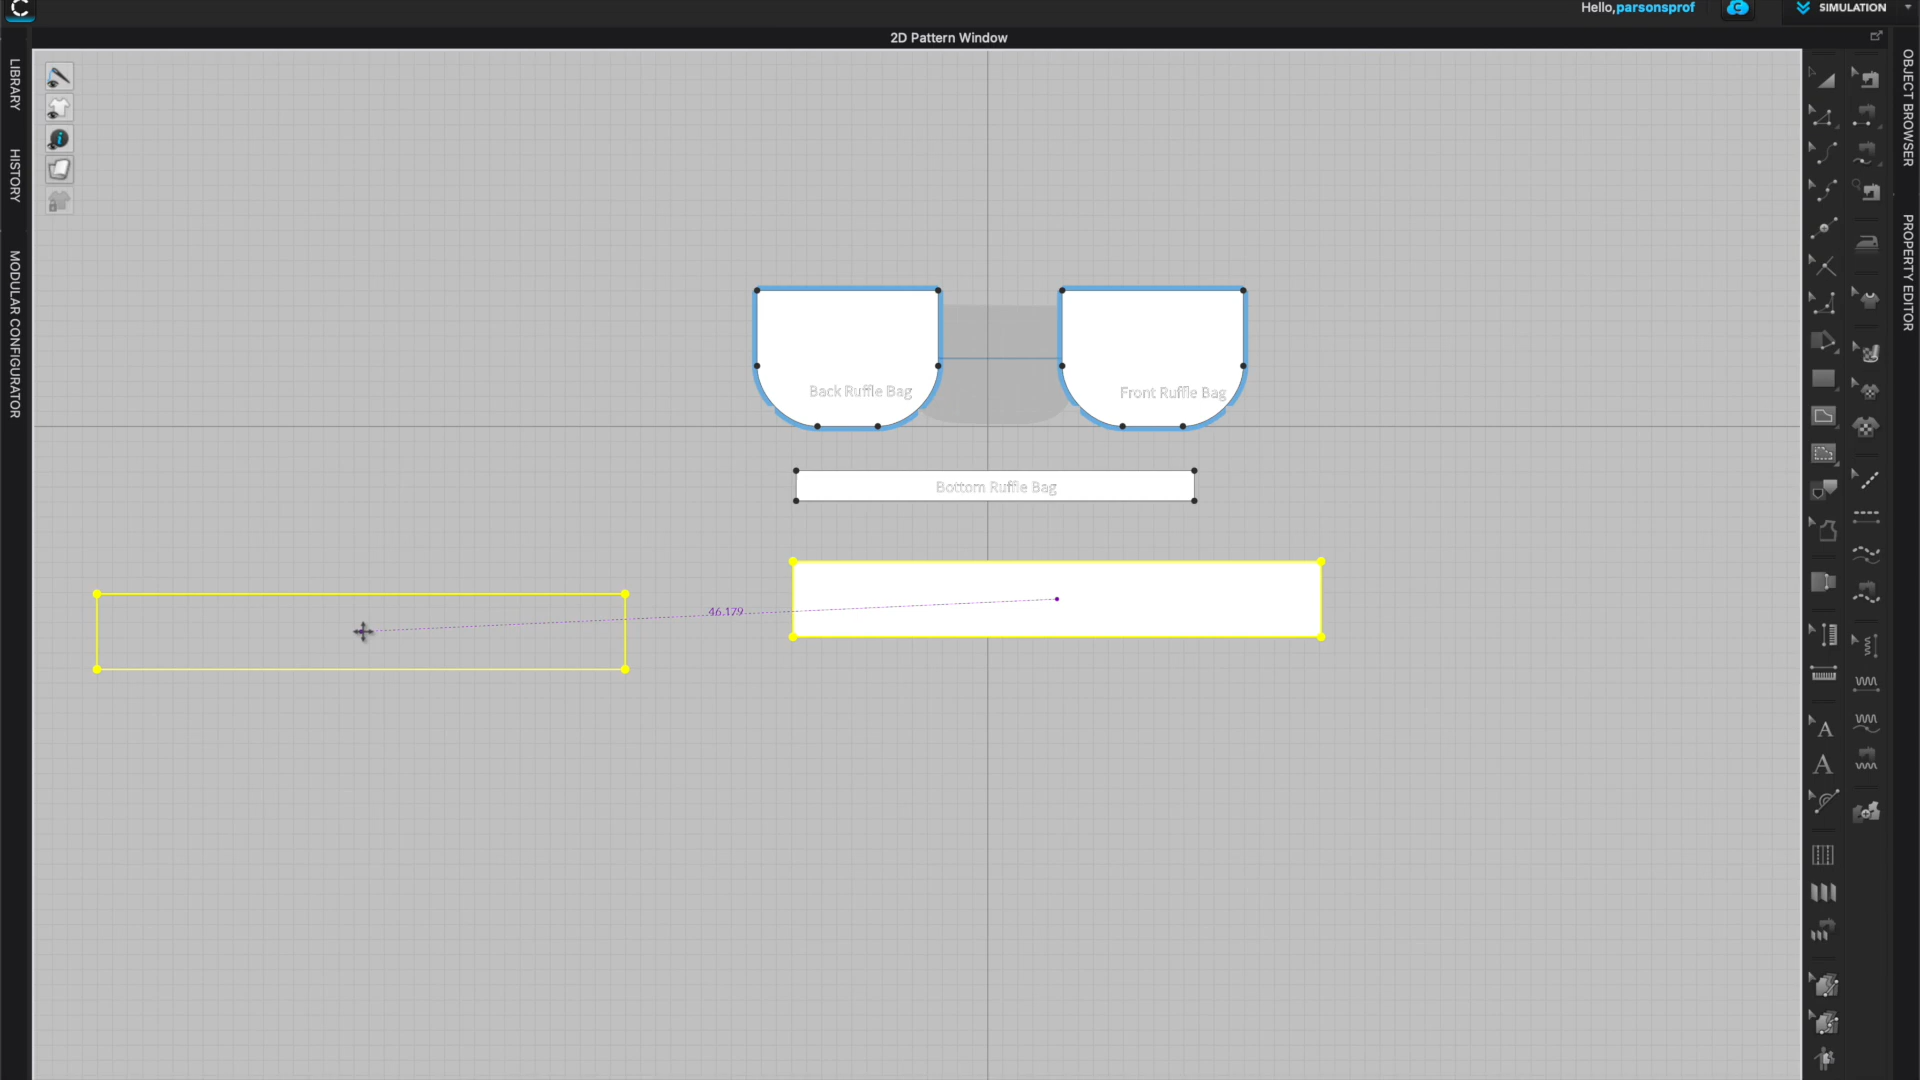 Hello,parsonsprof
SIMULATION
2D Pattern Window
LIBRARY
HISTORY
MODULAR CONFIGURATOR
OBJECT BROWSER
PROPERTY EDITOR
Back Ruffle Bag
Front Ruffle Bag
Bottom Ruffle Bag
46.179
A
A